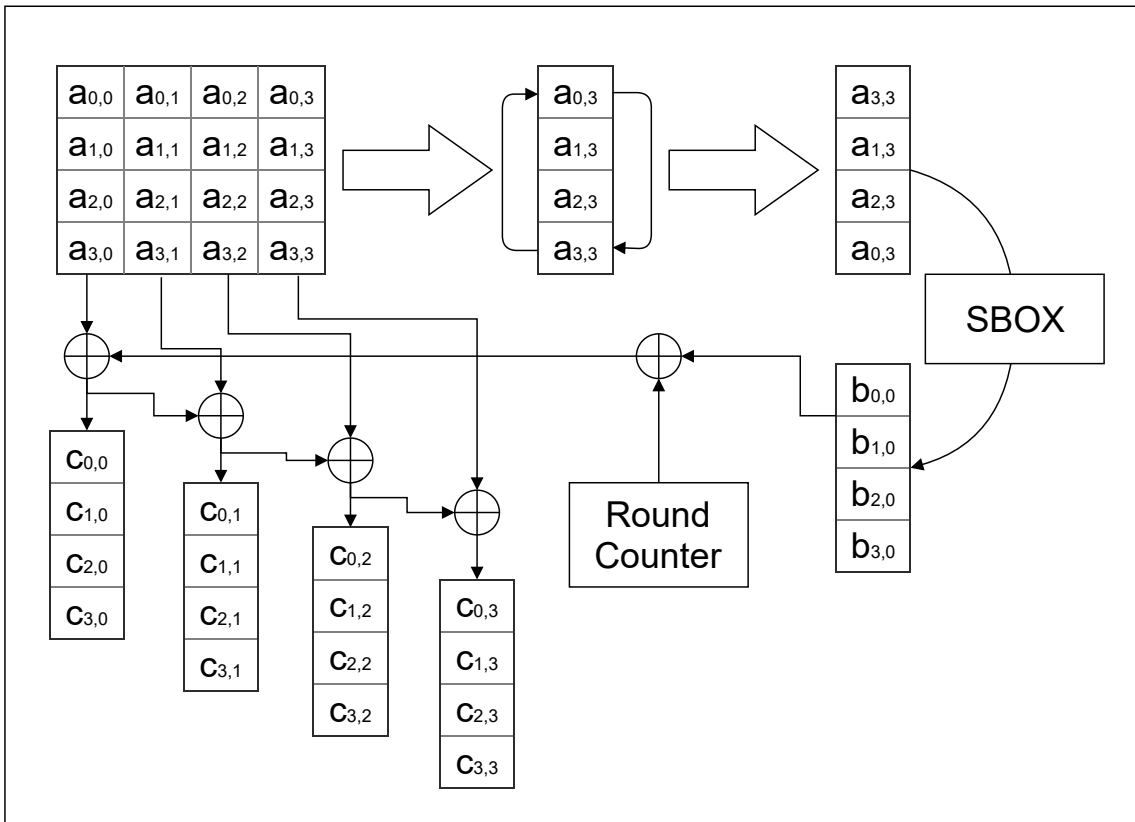 a0,0 a0,1 a0,2 a0,3
a1,0 a1,1 a1,2 a1,3
a2,0 a2,1 a2,2 a2,3
a3,0 a3,1 a3,2 a3,3
a0,3
a1,3
a2,3
a3,3
a3,3
a1,3
a2,3
a0,3
SBOX
b0,0
b1,0
b2,0
b3,0
Round
Counter
c0,0
c1,0
c2,0
c3,0
c0,1
c1,1
c2,1
c3,1
c0,2
c1,2
c2,2
c3,2
c0,3
c1,3
c2,3
c3,3